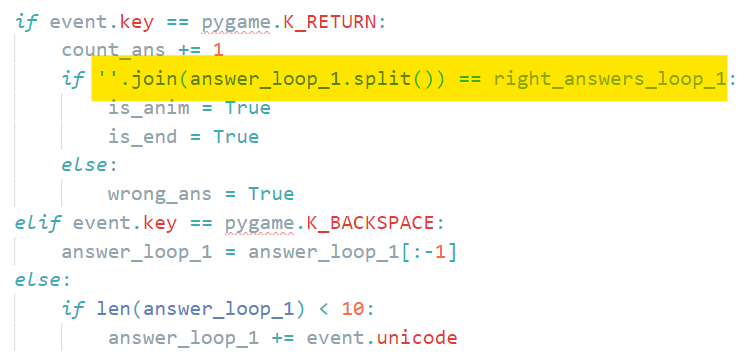 if event.key == pygame.K_RETURN:
    count_ans += 1
    if ''.join(answer_loop_1.split()) == right_answers_loop_1:
        is_anim = True
        is_end = True
    else:
        wrong_ans = True
elif event.key == pygame.K_BACKSPACE:
    answer_loop_1 = answer_loop_1[:-1]
else:
    if len(answer_loop_1) < 10:
        answer_loop_1 += event.unicode